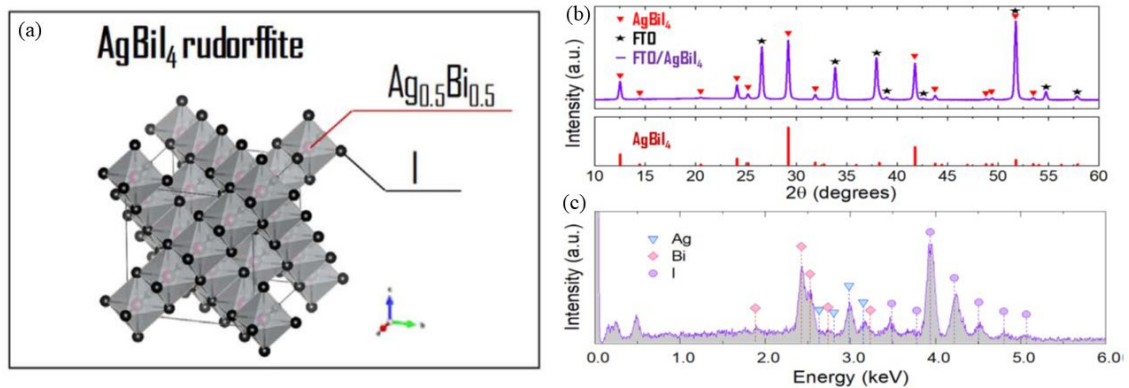 (a)
AgBiI4 rudorffite
Ag0.5Bi0.5
I
c
b
a
(b)
AgBiI4
FTO
FTO/AgBiI4
Intensity (a.u.)
AgBiI4
10 15 20 25 30 35 40 45 50 55 60
2θ (degrees)
(c)
Ag
Bi
I
Intensity (a.u.)
0.0 1.0 2.0 3.0 4.0 5.0 6.0
Energy (keV)